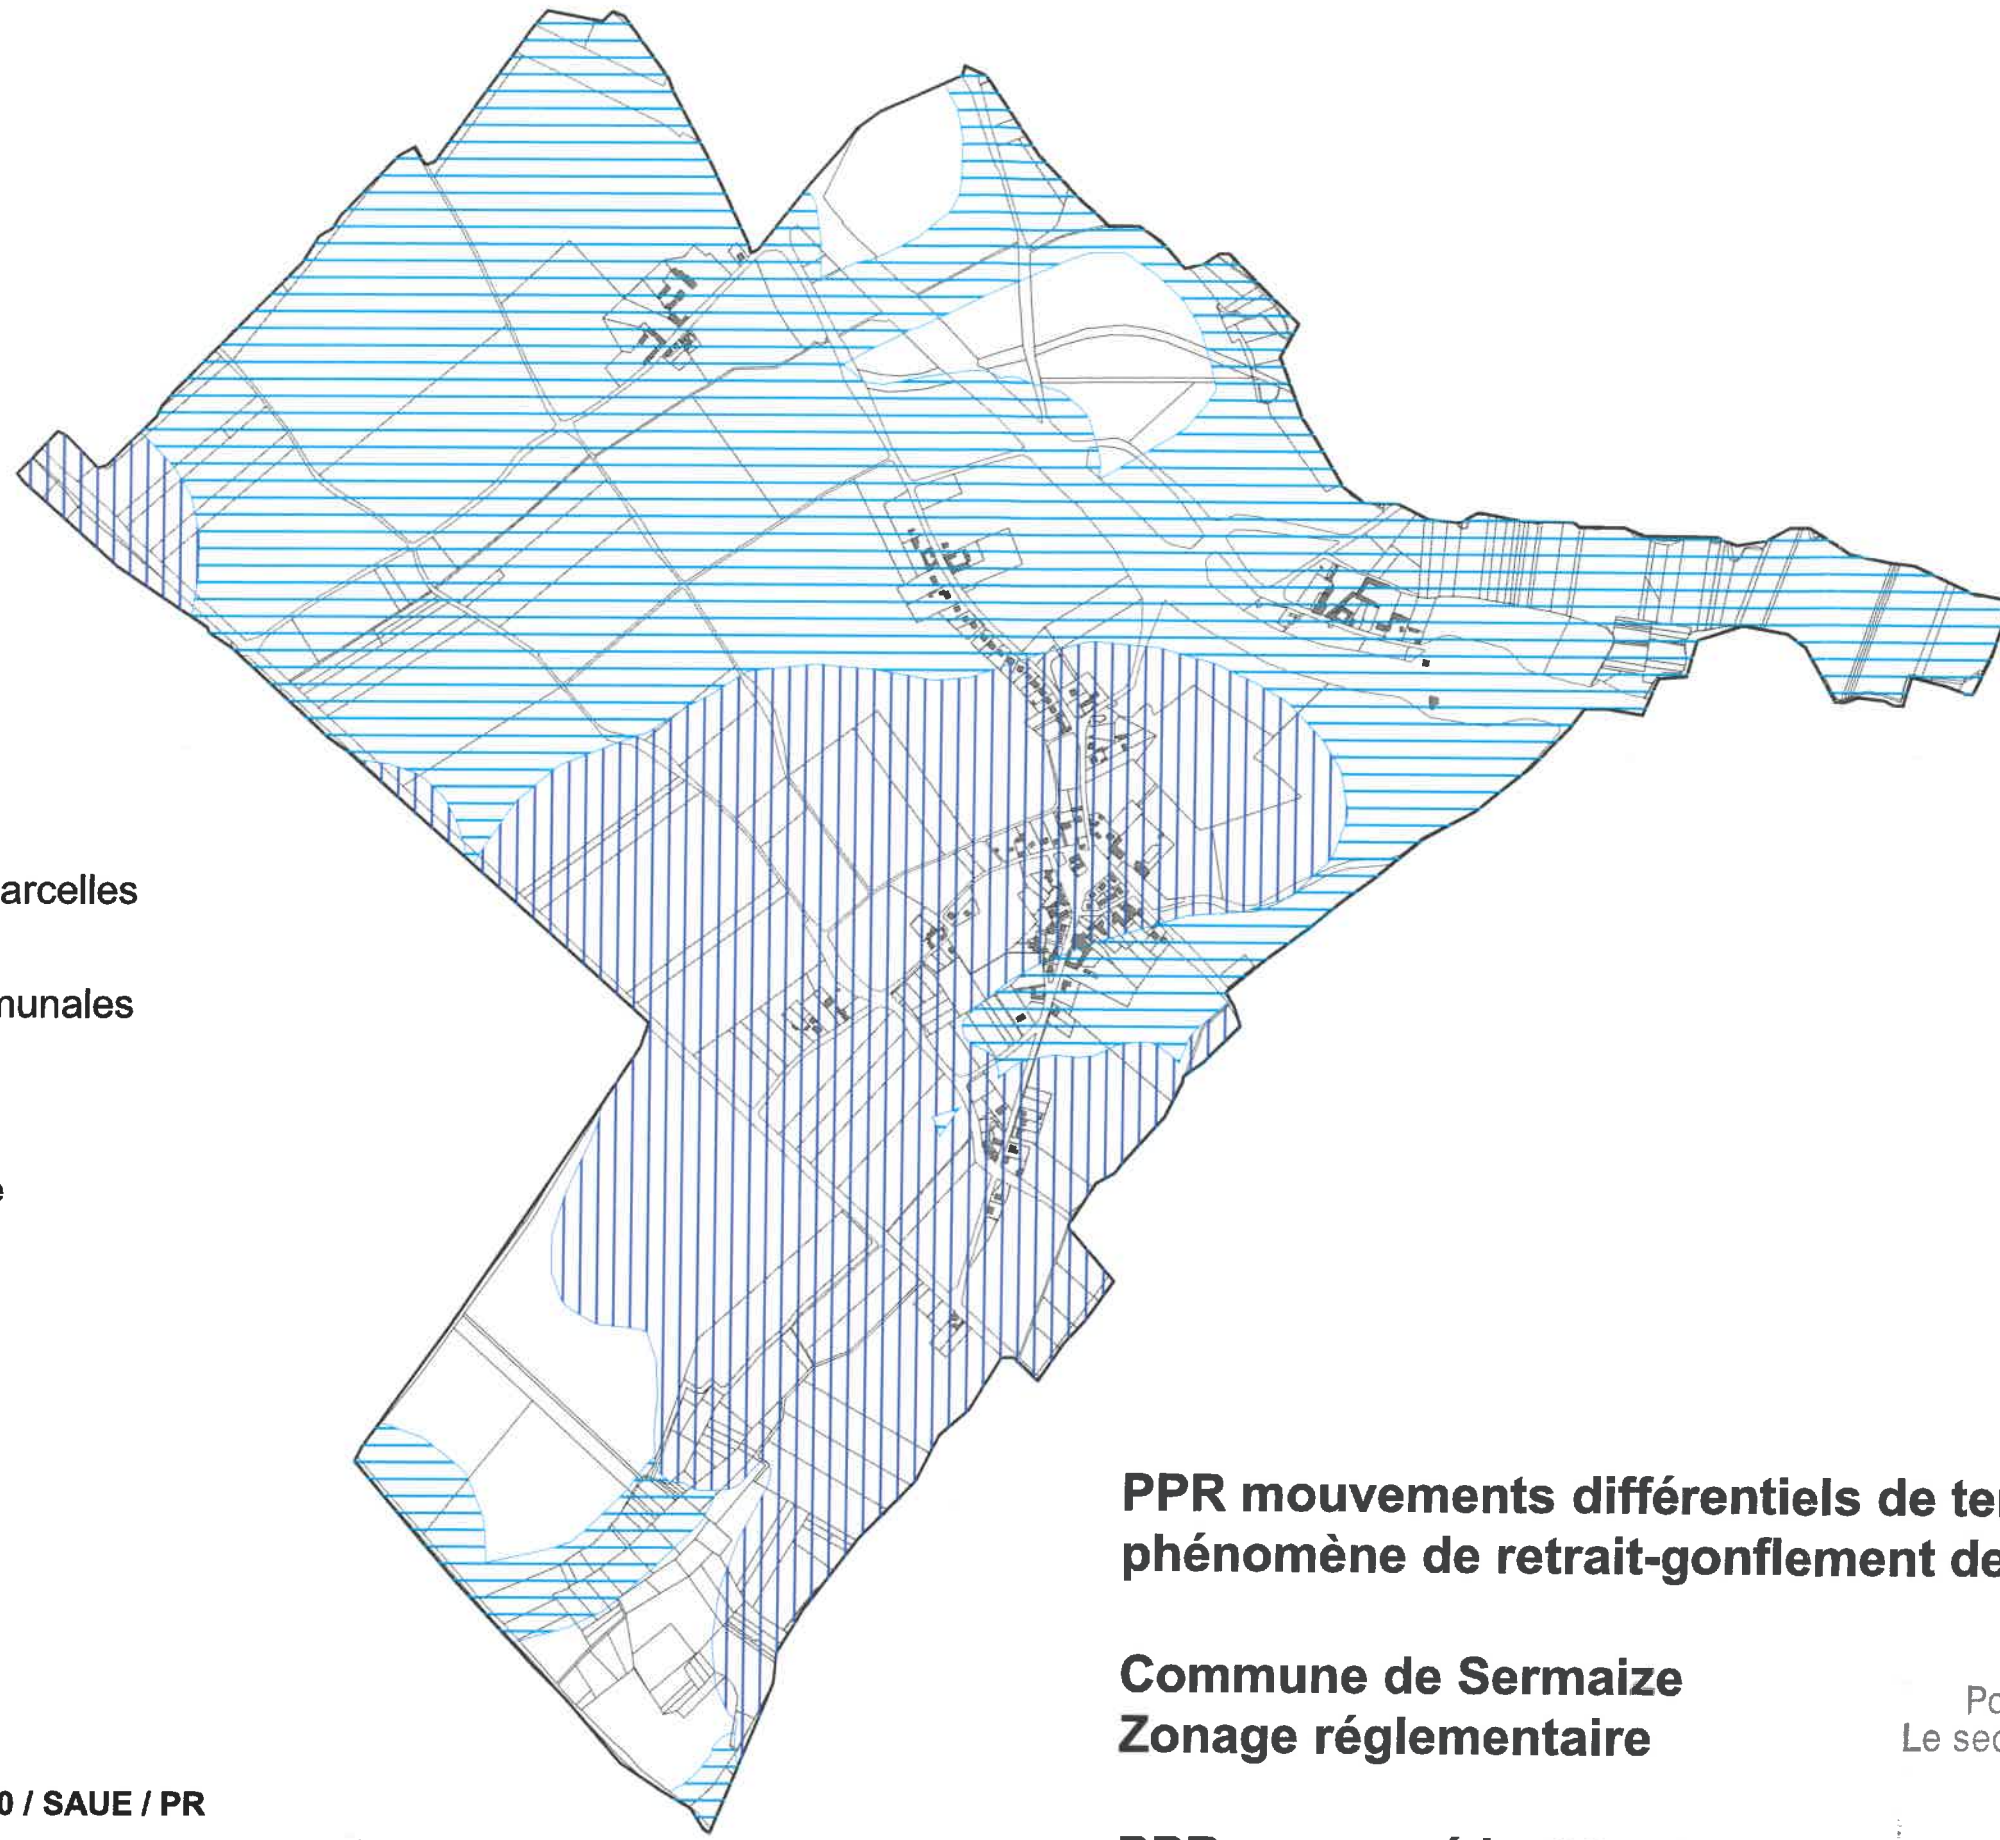 arcelles
munales
e
PPR mouvements différentiels de te
phénomène de retrait-gonflement de
Commune de Sermaize
Zonage réglementaire
Po
Le sec
0 / SAUE / PR